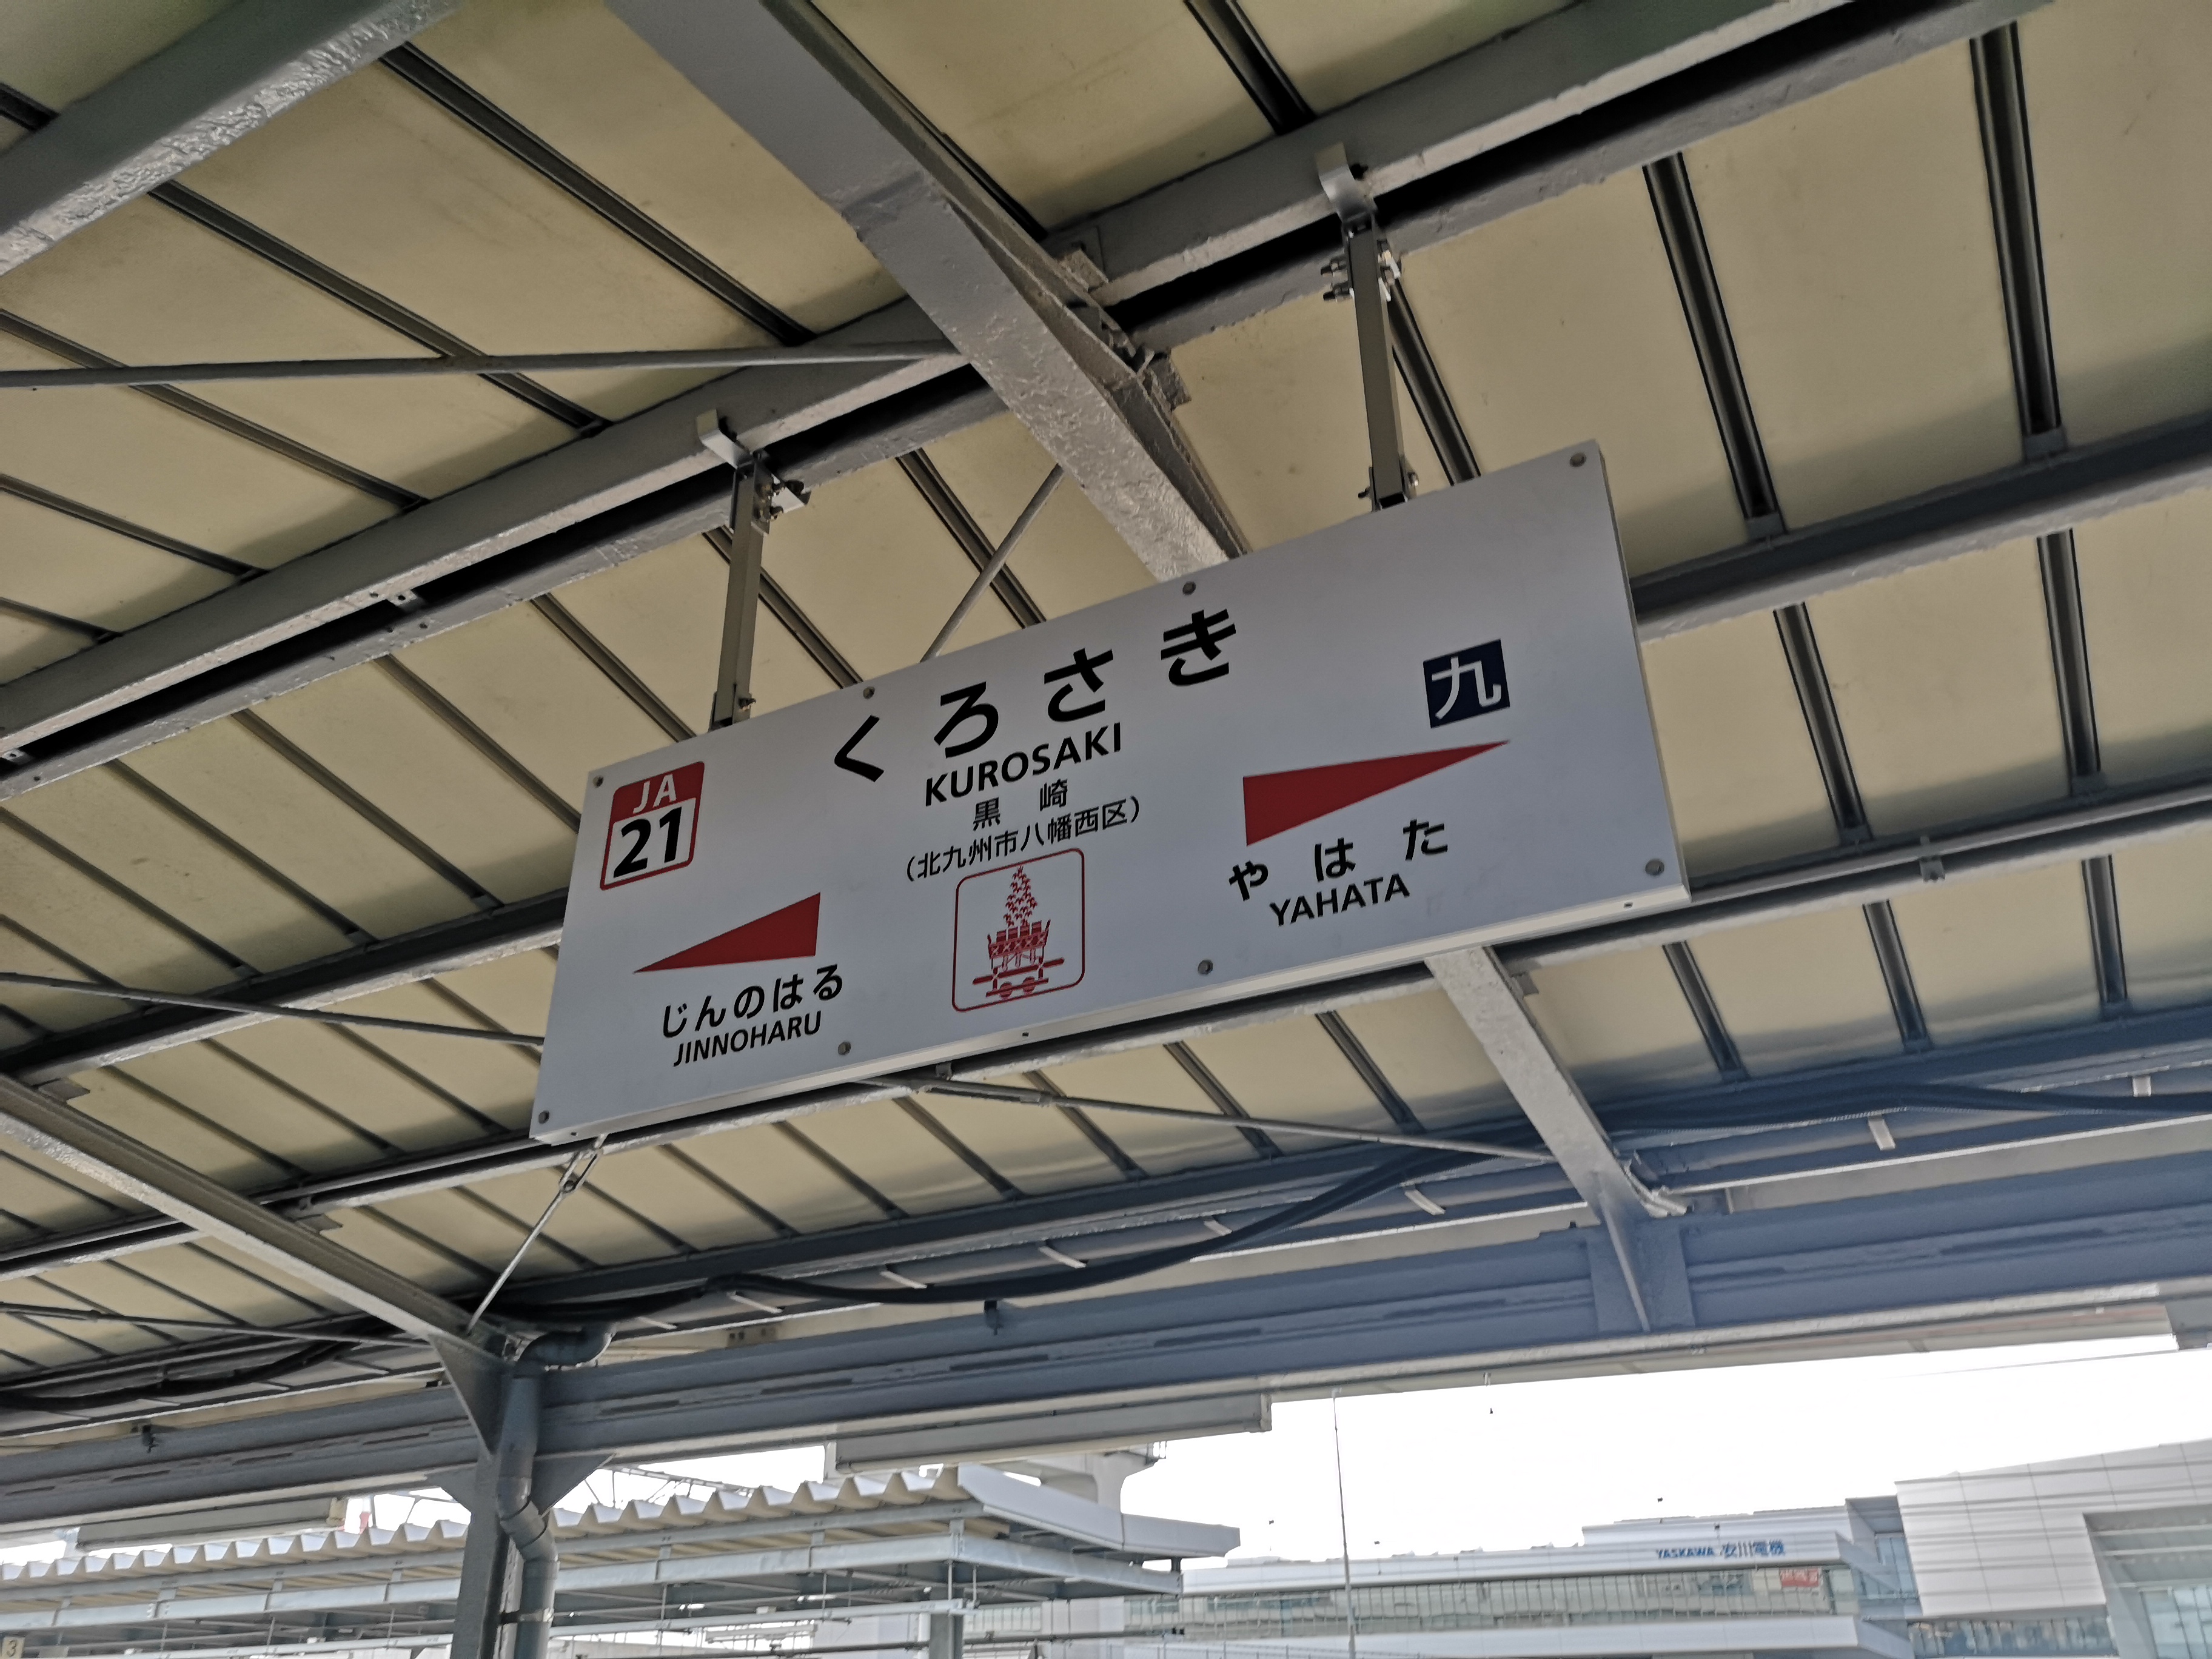 くろさき
KUROSAKI
黒崎
(北九州市八幡西区)
JA
21
九
じんのはる
JINNOHARU
やはた
YAHATA
YASKAWA 安川電機
3